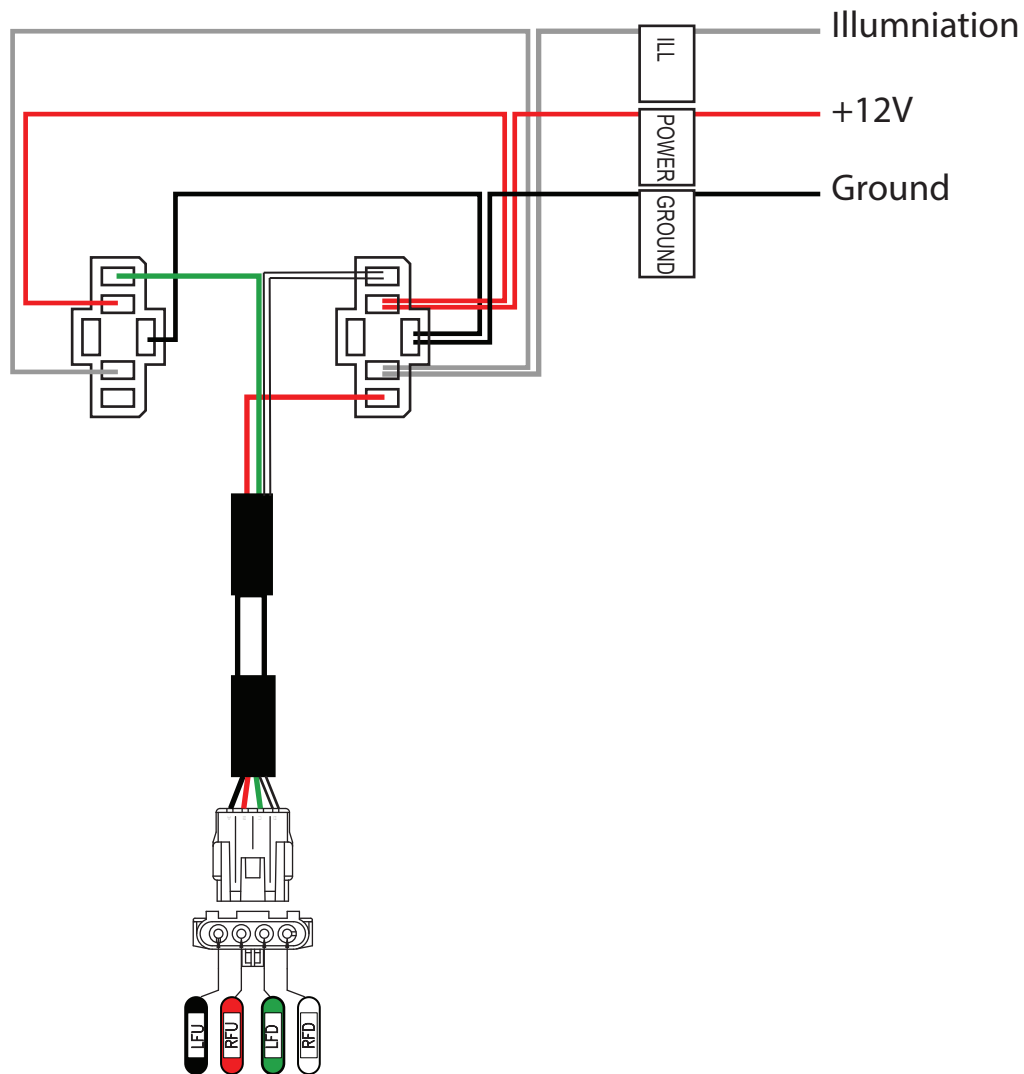 Illumniation
ILL
+12V
POWER
Ground
GROUND
LFU
RFU
LFD
RFD